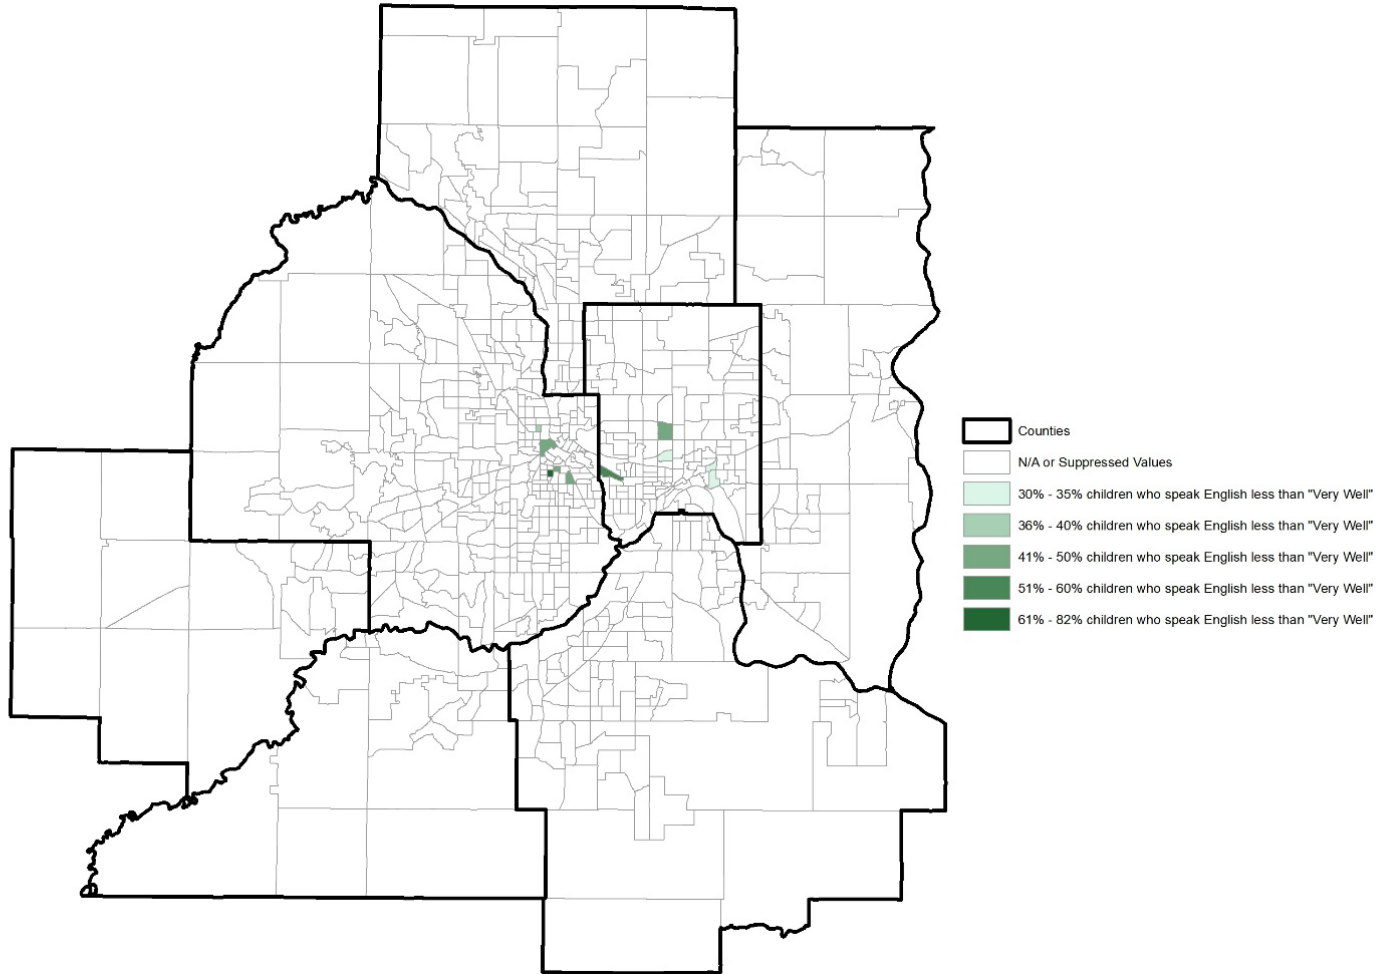 Counties
N/A or Suppressed Values
30% - 35% children who speak English less than "Very Well"
36% - 40% children who speak English less than "Very Well"
41% - 50% children who speak English less than "Very Well"
51% - 60% children who speak English less than "Very Well"
61% - 82% children who speak English less than "Very Well"